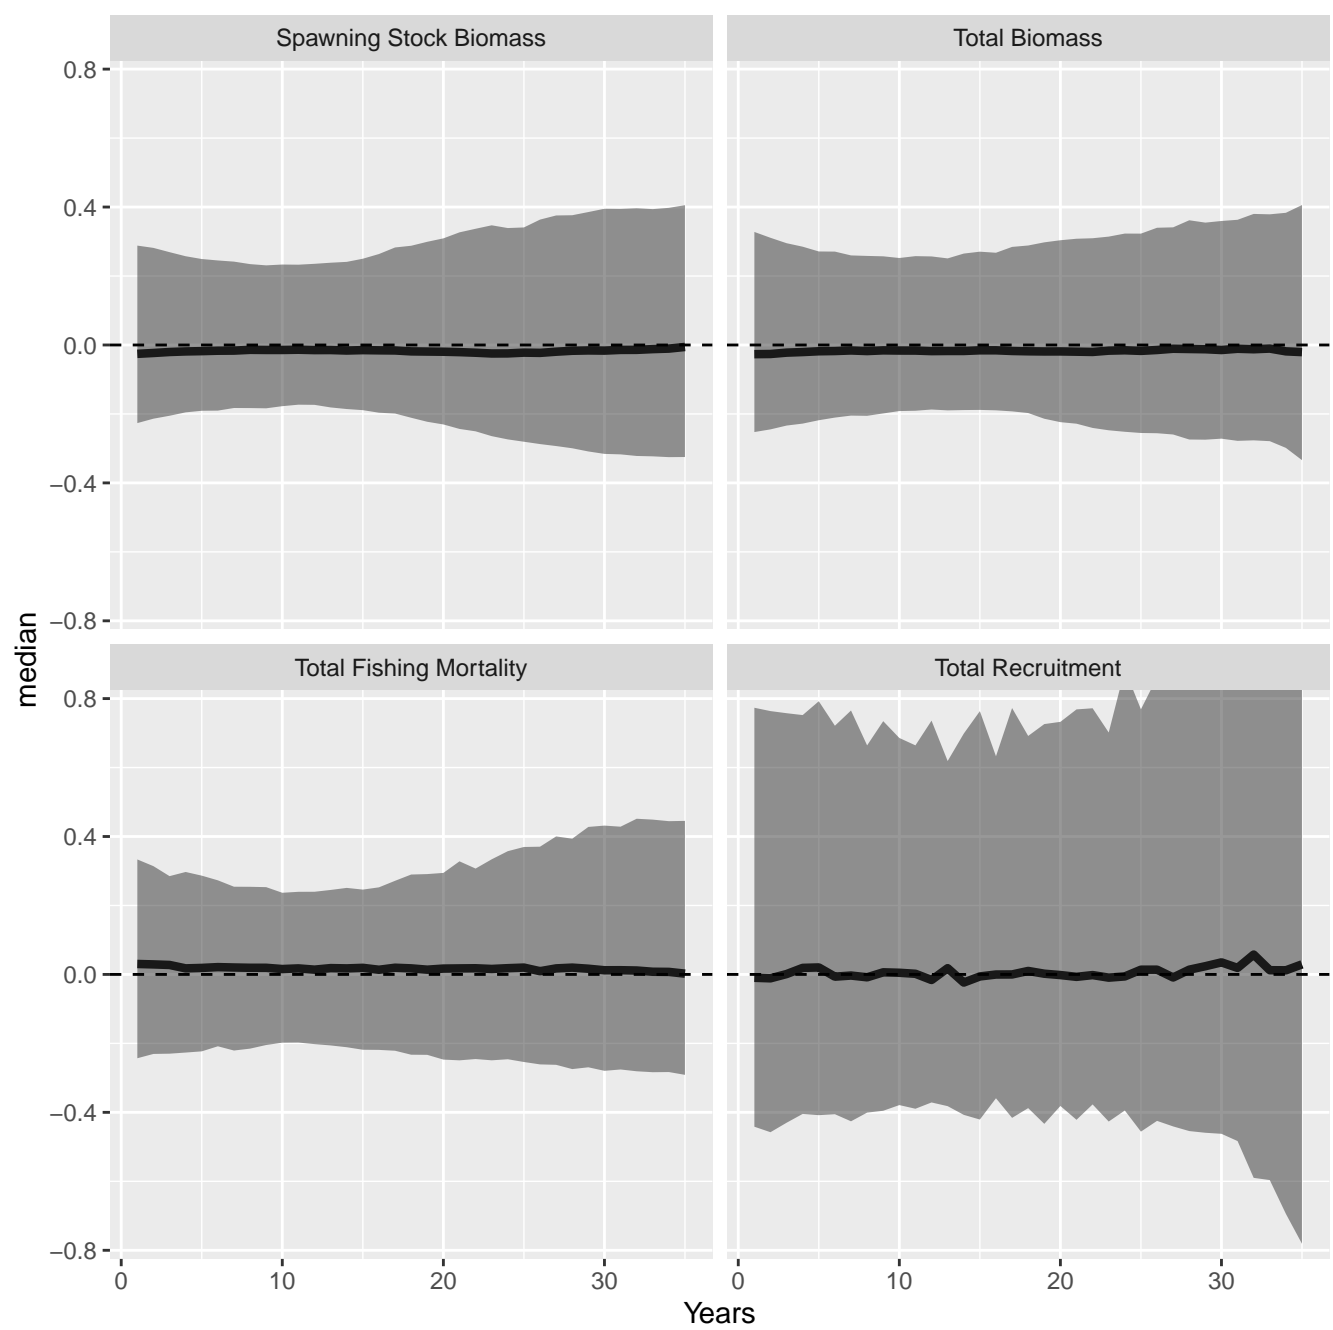 Spawning Stock Biomass
Total Biomass
0.8
0.4
0.0
−0.4
−0.8
Total Fishing Mortality
Total Recruitment
0.8
0.4
0.0
−0.4
−0.8
median
0 10 20 30
0 10 20 30
Years